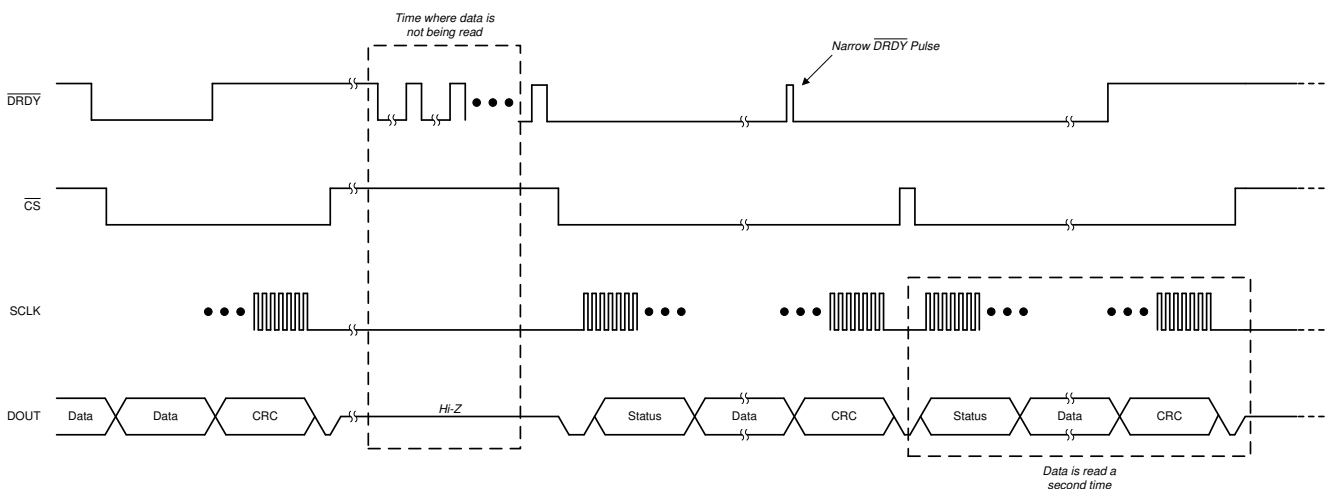 Time where data is
not being read
Narrow DRDY Pulse
DRDY
CS
SCLK
DOUT
Data
Data
CRC
Hi-Z
Status
Data
CRC
Status
Data
CRC
Data is read a
second time